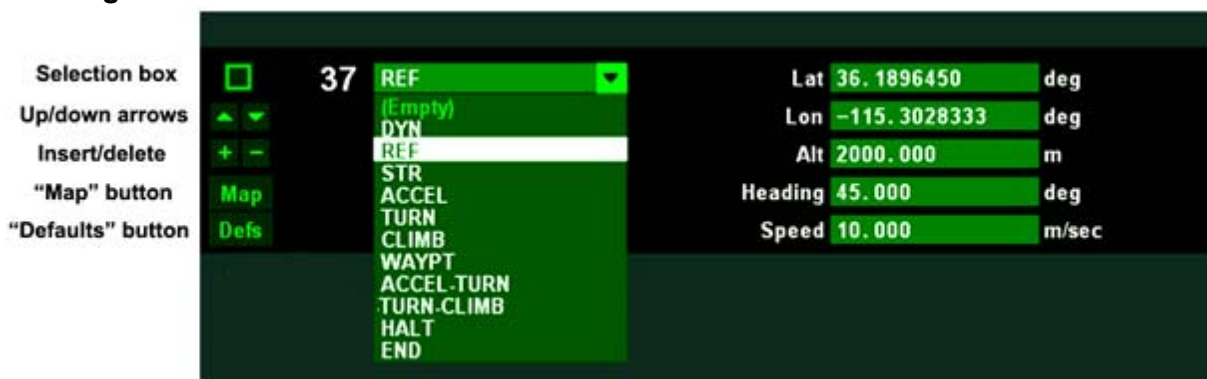 Selection box
Up/down arrows
Insert/delete
“Map” button
“Defaults” button
Map
Defs
37
REF
(Empty)
DYN
REF
STR
ACCEL
TURN
CLIMB
WAYPT
ACCEL-TURN
TURN-CLIMB
HALT
END
Lat 36.1896450 deg
Lon -115.3028333 deg
Alt 2000.000 m
Heading 45.000 deg
Speed 10.000 m/sec